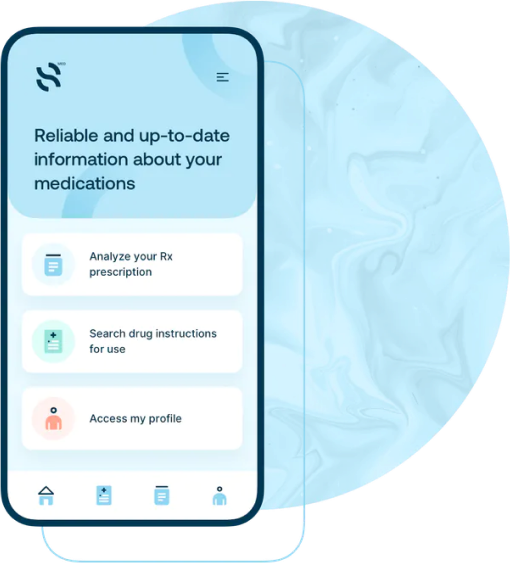 Reliable and up-to-date
information about your
medications
Analyze your Rx
prescription
Search drug instructions
for use
Access my profile